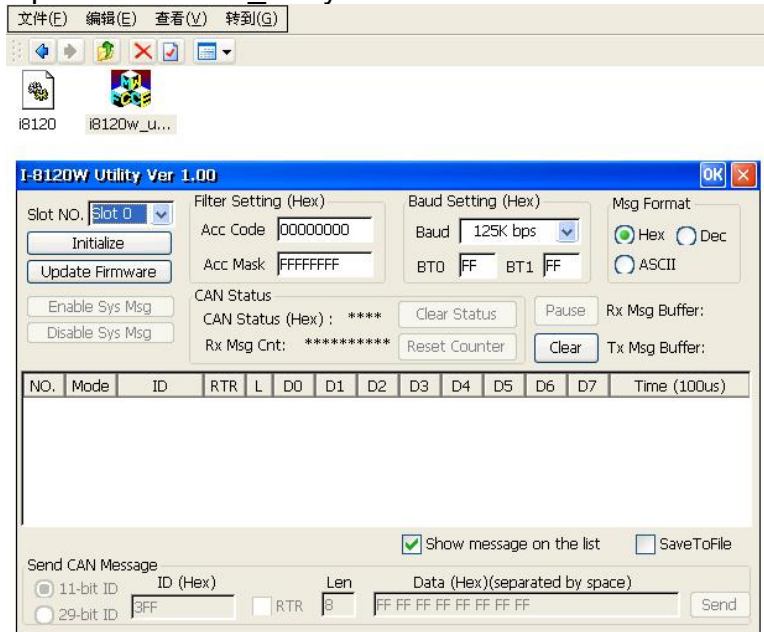 文件(F) 编辑(E) 查看(V) 转到(G)
i8120 i8120w_u...
I-8120W Utility Ver 1.00 OK
Slot NO. Slot 0
Initialize
Update Firmware
Enable Sys Msg
Disable Sys Msg
Filter Setting (Hex)
Acc Code 00000000
Acc Mask FFFFFFFF
Baud Setting (Hex)
Baud 125K bps
BT0 FF BT1 FF
Msg Format
Hex Dec
ASCII
CAN Status
CAN Status (Hex) : ****
Rx Msg Cnt: **********
Clear Status
Reset Counter
Pause
Clear
Rx Msg Buffer:
Tx Msg Buffer:
NO. Mode ID RTR L D0 D1 D2 D3 D4 D5 D6 D7 Time (100us)
Show message on the list SaveToFile
Send CAN Message
11-bit ID
29-bit ID
ID (Hex)
3FF
RTR
Len
8
Data (Hex)(separated by space)
FF FF FF FF FF FF FF FF
Send